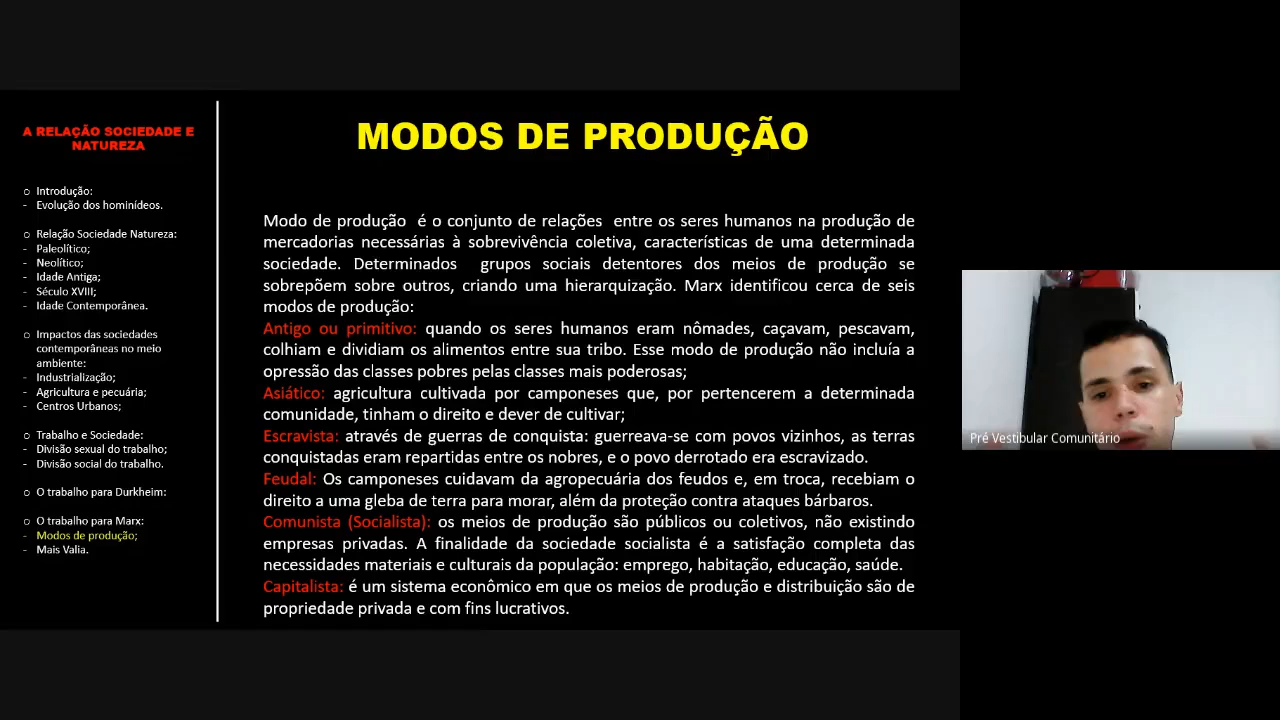 A RELAÇÃO SOCIEDADE E
NATUREZA
o Introdução:
- Evolução dos hominídeos.
o Relação Sociedade Natureza:
- Paleolítico;
- Neolítico;
- Idade Antiga;
- Século XVIII;
- Idade Contemporânea.
o Impactos das sociedades
contemporâneas no meio
ambiente:
- Industrialização;
- Agricultura e pecuária;
- Centros Urbanos;
o Trabalho e Sociedade:
- Divisão sexual do trabalho;
- Divisão social do trabalho.
o O trabalho para Durkheim:
o O trabalho para Marx:
- Modos de produção;
- Mais Valia.
MODOS DE PRODUÇÃO
Modo de produção é o conjunto de relações entre os seres humanos na produção de
mercadorias necessárias à sobrevivência coletiva, características de uma determinada
sociedade. Determinados grupos sociais detentores dos meios de produção se
sobrepõem sobre outros, criando uma hierarquização. Marx identificou cerca de seis
modos de produção:
Antigo ou primitivo: quando os seres humanos eram nômades, caçavam, pescavam,
colhiam e dividiam os alimentos entre sua tribo. Esse modo de produção não incluía a
opressão das classes pobres pelas classes mais poderosas;
Asiático: agricultura cultivada por camponeses que, por pertencerem a determinada
comunidade, tinham o direito e dever de cultivar;
Escravista: através de guerras de conquista: guerreava-se com povos vizinhos, as terras
conquistadas eram repartidas entre os nobres, e o povo derrotado era escravizado.
Feudal: Os camponeses cuidavam da agropecuária dos feudos e, em troca, recebiam o
direito a uma gleba de terra para morar, além da proteção contra ataques bárbaros.
Comunista (Socialista): os meios de produção são públicos ou coletivos, não existindo
empresas privadas. A finalidade da sociedade socialista é a satisfação completa das
necessidades materiais e culturais da população: emprego, habitação, educação, saúde.
Capitalista: é um sistema econômico em que os meios de produção e distribuição são de
propriedade privada e com fins lucrativos.
Pré Vestibular Comunitário